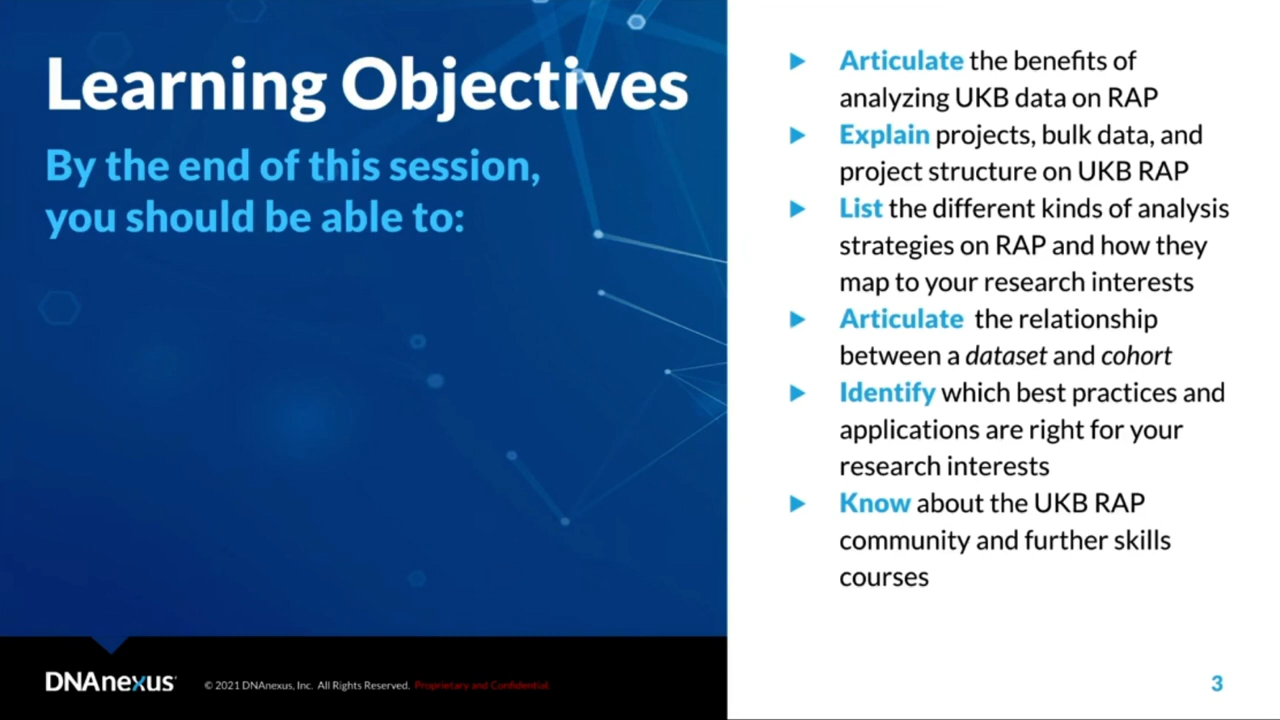 Learning Objectives
By the end of this session,
you should be able to:
Articulate the benefits of
analyzing UKB data on RAP
Explain projects, bulk data, and
project structure on UKB RAP
List the different kinds of analysis
strategies on RAP and how they
map to your research interests
Articulate the relationship
between a dataset and cohort
Identify which best practices and
applications are right for your
research interests
Know about the UKB RAP
community and further skills
courses
DNAnexus
© 2021 DNAnexus, Inc. All Rights Reserved. Proprietary and Confidential.
3